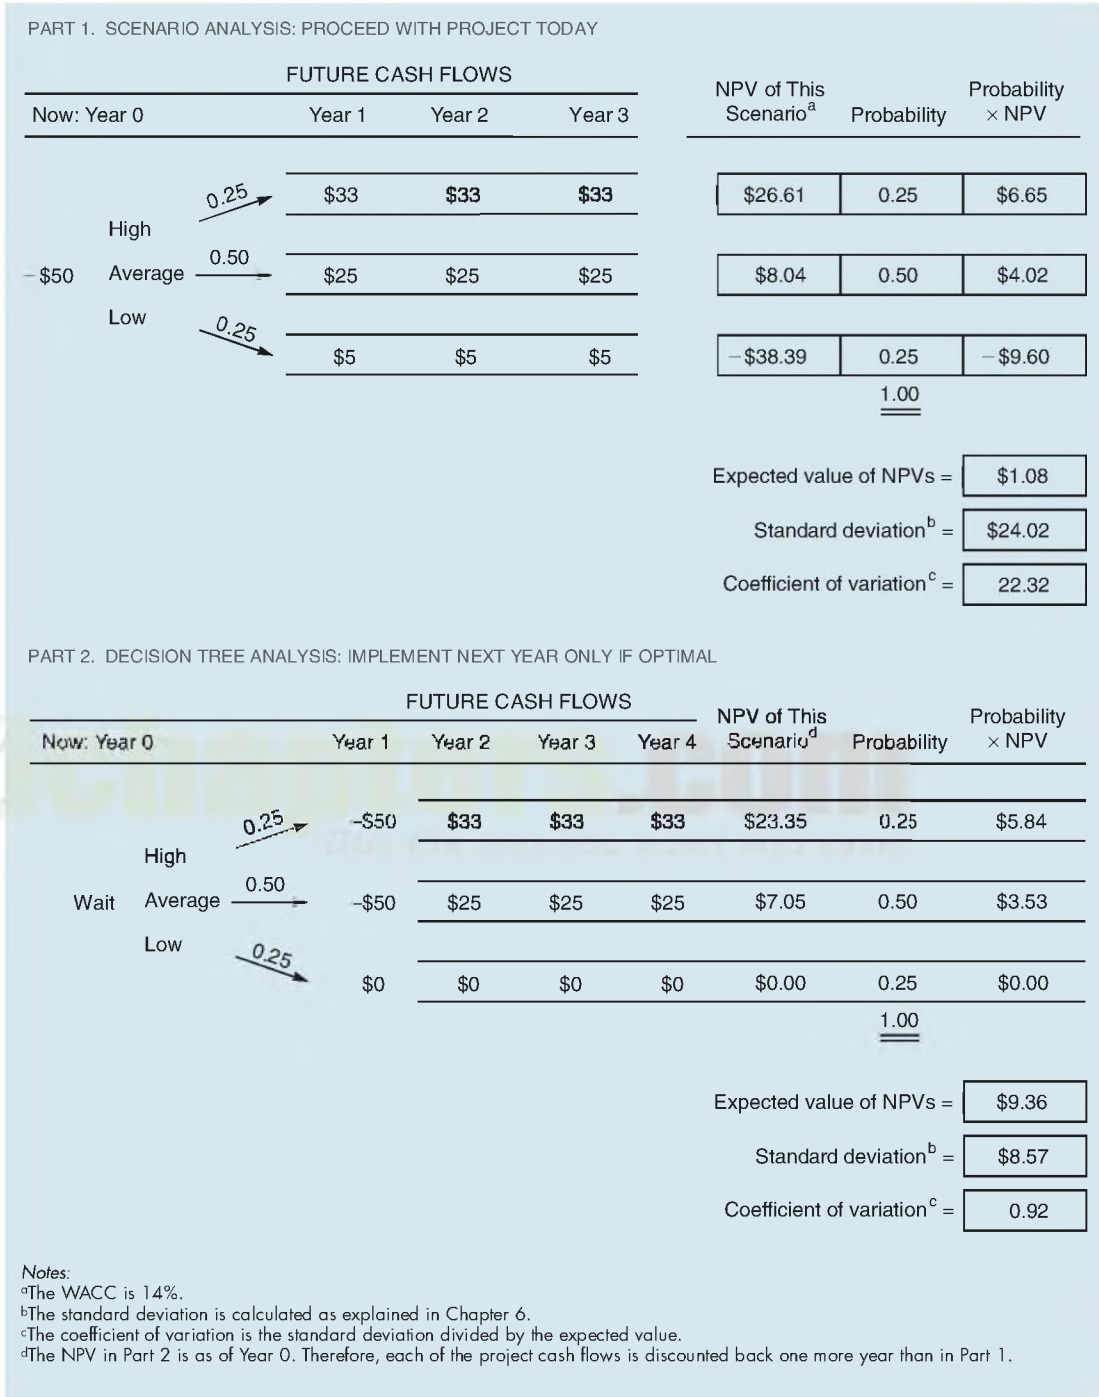 PART 1. SCENARIO ANALYSIS: PROCEED WITH PROJECT TODAY
FUTURE CASH FLOWS
Now: Year 0 Year 1 Year 2 Year 3 NPV of This Scenarioᵃ Probability Probability × NPV
0.25 $33 $33 $33 $26.61 0.25 $6.65
High
0.50
–$50 Average $25 $25 $25 $8.04 0.50 $4.02
Low
0.25 $5 $5 $5 –$38.39 0.25 –$9.60
1.00
Expected value of NPVs = $1.08
Standard deviationᵇ = $24.02
Coefficient of variationᶜ = 22.32
PART 2. DECISION TREE ANALYSIS: IMPLEMENT NEXT YEAR ONLY IF OPTIMAL
FUTURE CASH FLOWS
Now: Year 0 Year 1 Year 2 Year 3 Year 4 NPV of This Scenarioᵈ Probability Probability × NPV
0.25 –$50 $33 $33 $33 $23.35 0.25 $5.84
High
0.50
Wait Average –$50 $25 $25 $25 $7.05 0.50 $3.53
Low
0.25 $0 $0 $0 $0 $0.00 0.25 $0.00
1.00
Expected value of NPVs = $9.36
Standard deviationᵇ = $8.57
Coefficient of variationᶜ = 0.92
Notes:
ᵃThe WACC is 14%.
ᵇThe standard deviation is calculated as explained in Chapter 6.
ᶜThe coefficient of variation is the standard deviation divided by the expected value.
ᵈThe NPV in Part 2 is as of Year 0. Therefore, each of the project cash flows is discounted back one more year than in Part 1.